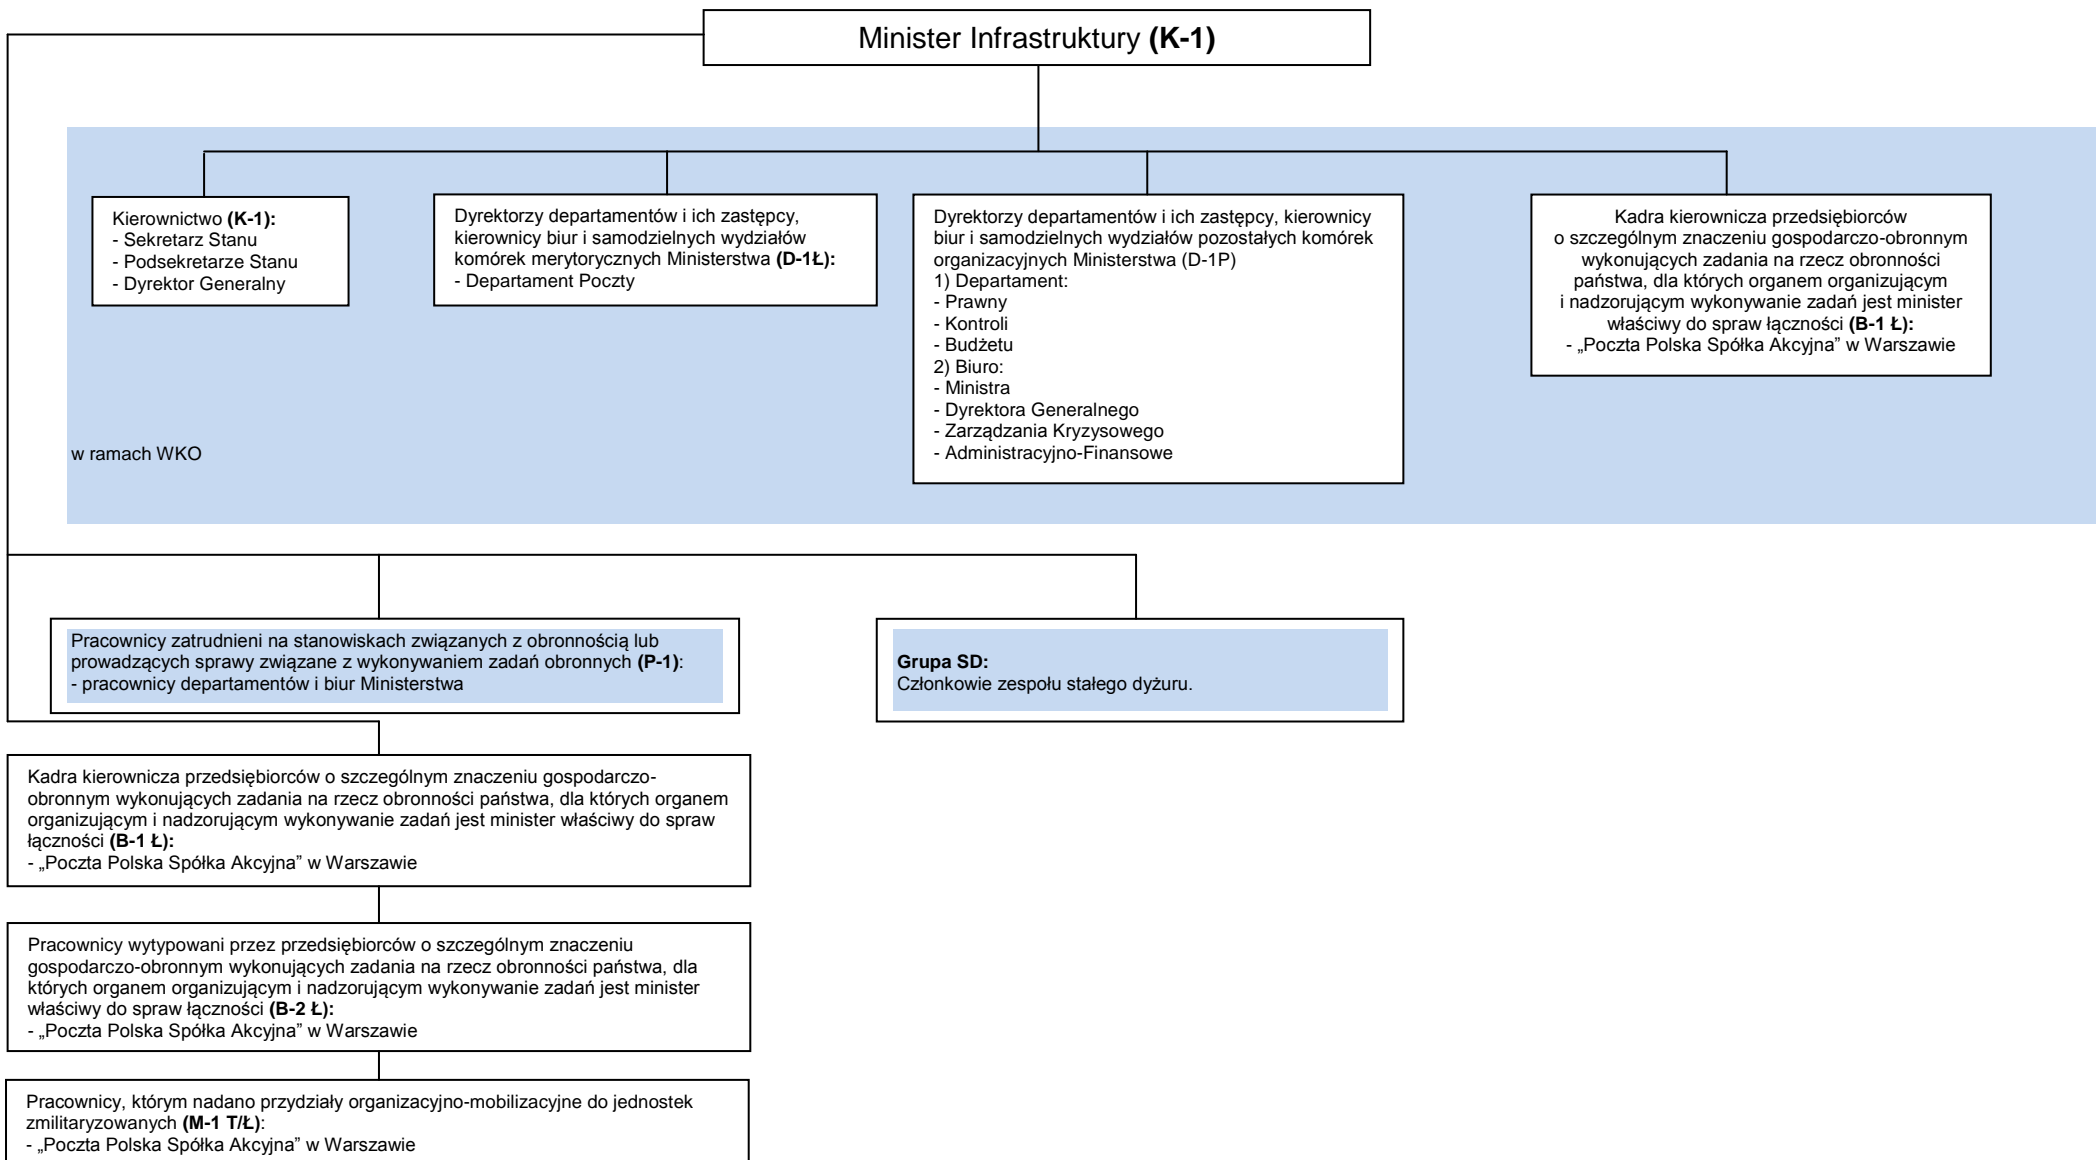 Minister Infrastruktury (K-1)
Kierownictwo (K-1):
- Sekretarz Stanu
- Podsekretarze Stanu
- Dyrektor Generalny
Dyrektorzy departamentów i ich zastępcy,
kierownicy biur i samodzielnych wydziałów
komórek merytorycznych Ministerstwa (D-1Ł):
- Departament Poczty
Dyrektorzy departamentów i ich zastępcy, kierownicy
biur i samodzielnych wydziałów pozostałych komórek
organizacyjnych Ministerstwa (D-1P)
1) Departament:
- Prawny
- Kontroli
- Budżetu
2) Biuro:
- Ministra
- Dyrektora Generalnego
- Zarządzania Kryzysowego
- Administracyjno-Finansowe
Kadra kierownicza przedsiębiorców
o szczególnym znaczeniu gospodarczo-obronnym
wykonujących zadania na rzecz obronności
państwa, dla których organem organizującym
i nadzorującym wykonywanie zadań jest minister
właściwy do spraw łączności (B-1 Ł):
- „Poczta Polska Spółka Akcyjna” w Warszawie
w ramach WKO
Pracownicy zatrudnieni na stanowiskach związanych z obronnością lub
prowadzących sprawy związane z wykonywaniem zadań obronnych (P-1):
- pracownicy departamentów i biur Ministerstwa
Grupa SD:
Członkowie zespołu stałego dyżuru.
Kadra kierownicza przedsiębiorców o szczególnym znaczeniu gospodarczo-
obronnym wykonujących zadania na rzecz obronności państwa, dla których organem
organizującym i nadzorującym wykonywanie zadań jest minister właściwy do spraw
łączności (B-1 Ł):
- „Poczta Polska Spółka Akcyjna” w Warszawie
Pracownicy wytypowani przez przedsiębiorców o szczególnym znaczeniu
gospodarczo-obronnym wykonujących zadania na rzecz obronności państwa, dla
których organem organizującym i nadzorującym wykonywanie zadań jest minister
właściwy do spraw łączności (B-2 Ł):
- „Poczta Polska Spółka Akcyjna” w Warszawie
Pracownicy, którym nadano przydziały organizacyjno-mobilizacyjne do jednostek
zmilitaryzowanych (M-1 T/Ł):
- „Poczta Polska Spółka Akcyjna” w Warszawie